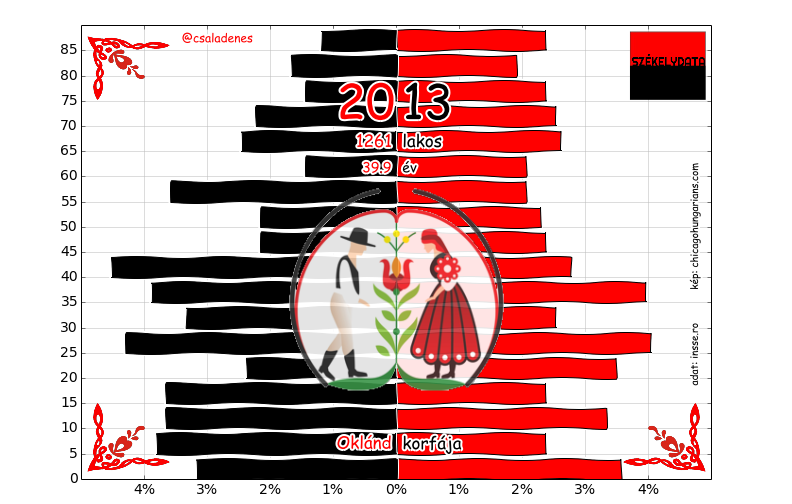 @csaladenes
SZÉKELYDATA
2013
1261 lakos
39.9 év
Oklánd korfája
kép: chicagohungarians.com
adat: insse.ro
85
80
75
70
65
60
55
50
45
40
35
30
25
20
15
10
5
0
4% 3% 2% 1% 0% 1% 2% 3% 4%